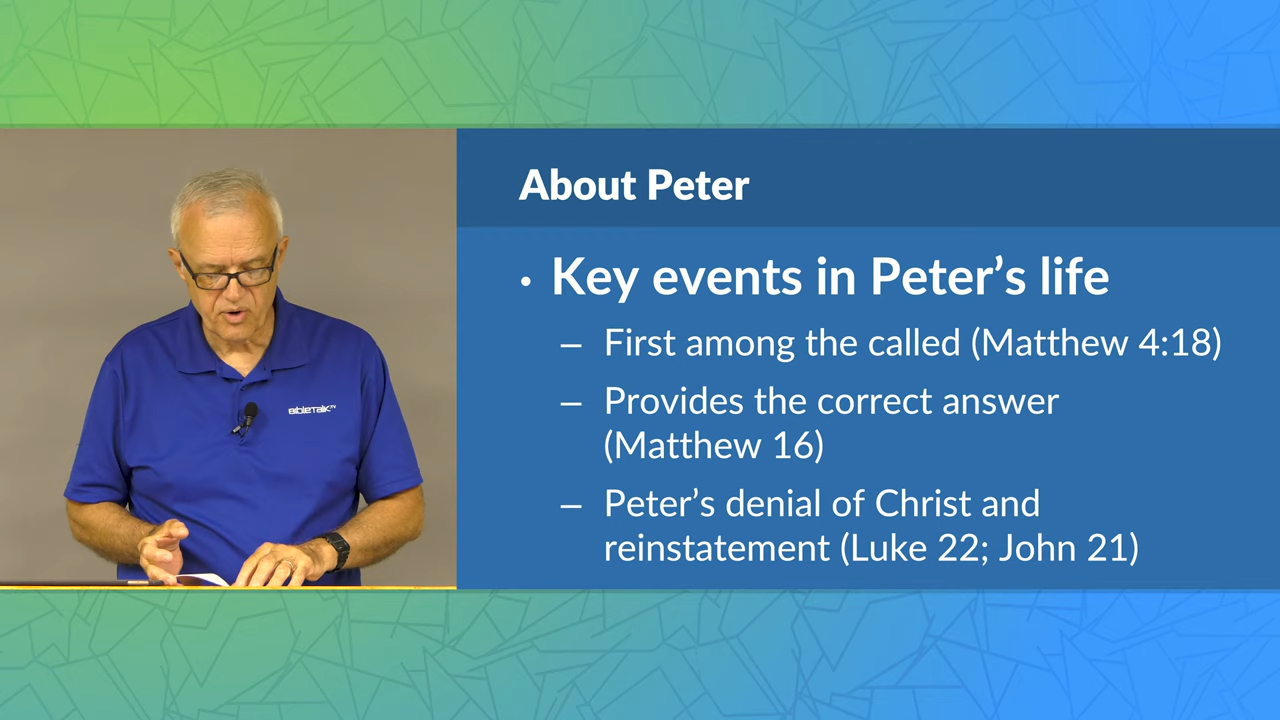 BibleTalk™
About Peter
• Key events in Peter’s life
– First among the called (Matthew 4:18)
– Provides the correct answer
(Matthew 16)
– Peter’s denial of Christ and
reinstatement (Luke 22; John 21)